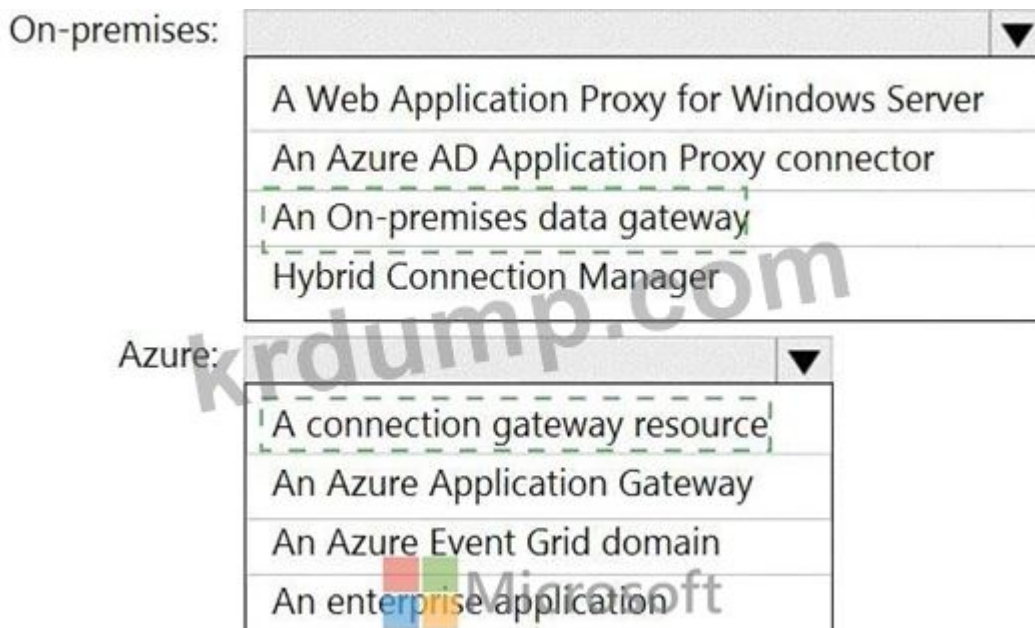 On-premises:
A Web Application Proxy for Windows Server
An Azure AD Application Proxy connector
An On-premises data gateway
Hybrid Connection Manager
krdump.com
Azure:
A connection gateway resource
An Azure Application Gateway
An Azure Event Grid domain
An enterprise application
Microsoft